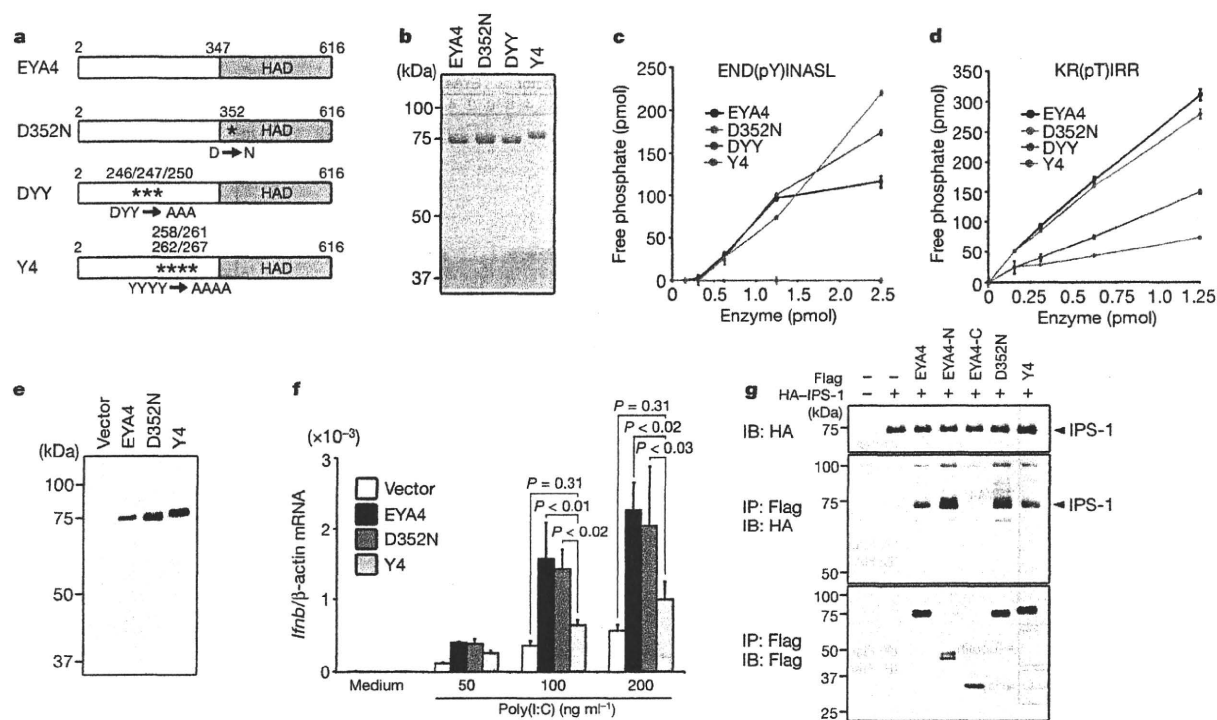 a
2 347 616
EYA4 HAD
2 352 616
D352N * HAD
D → N
2 246/247/250 616
DYY *** HAD
DYY → AAA
258/261
2 262/267 616
Y4 **** HAD
YYYY → AAAA
b
EYA4 D352N DYY Y4
(kDa)
100
75
50
37
c
END(pY)INASL
Free phosphate (pmol)
250
200
150
100
50
0
EYA4
D352N
DYY
Y4
0 0.5 1.0 1.5 2.0 2.5
Enzyme (pmol)
d
KR(pT)IRR
Free phosphate (pmol)
350
300
250
200
150
100
50
0
EYA4
D352N
DYY
Y4
0 0.25 0.5 0.75 1.0 1.25
Enzyme (pmol)
e
Vector EYA4 D352N Y4
(kDa)
100
75
50
37
f
(×10⁻³)
Ifnb/β-actin mRNA
3
2
1
0
Vector
EYA4
D352N
Y4
P = 0.31
P < 0.01
P < 0.02
P = 0.31
P < 0.02
P < 0.03
Medium 50 100 200
Poly(I:C) (ng ml⁻¹)
g
Flag – – EYA4 EYA4-N EYA4-C D352N Y4
HA–IPS-1 – + + + + + +
(kDa)
IB: HA 75 IPS-1
100
IP: Flag 75 IPS-1
IB: HA
50
100
75
IP: Flag 50
IB: Flag
37
25